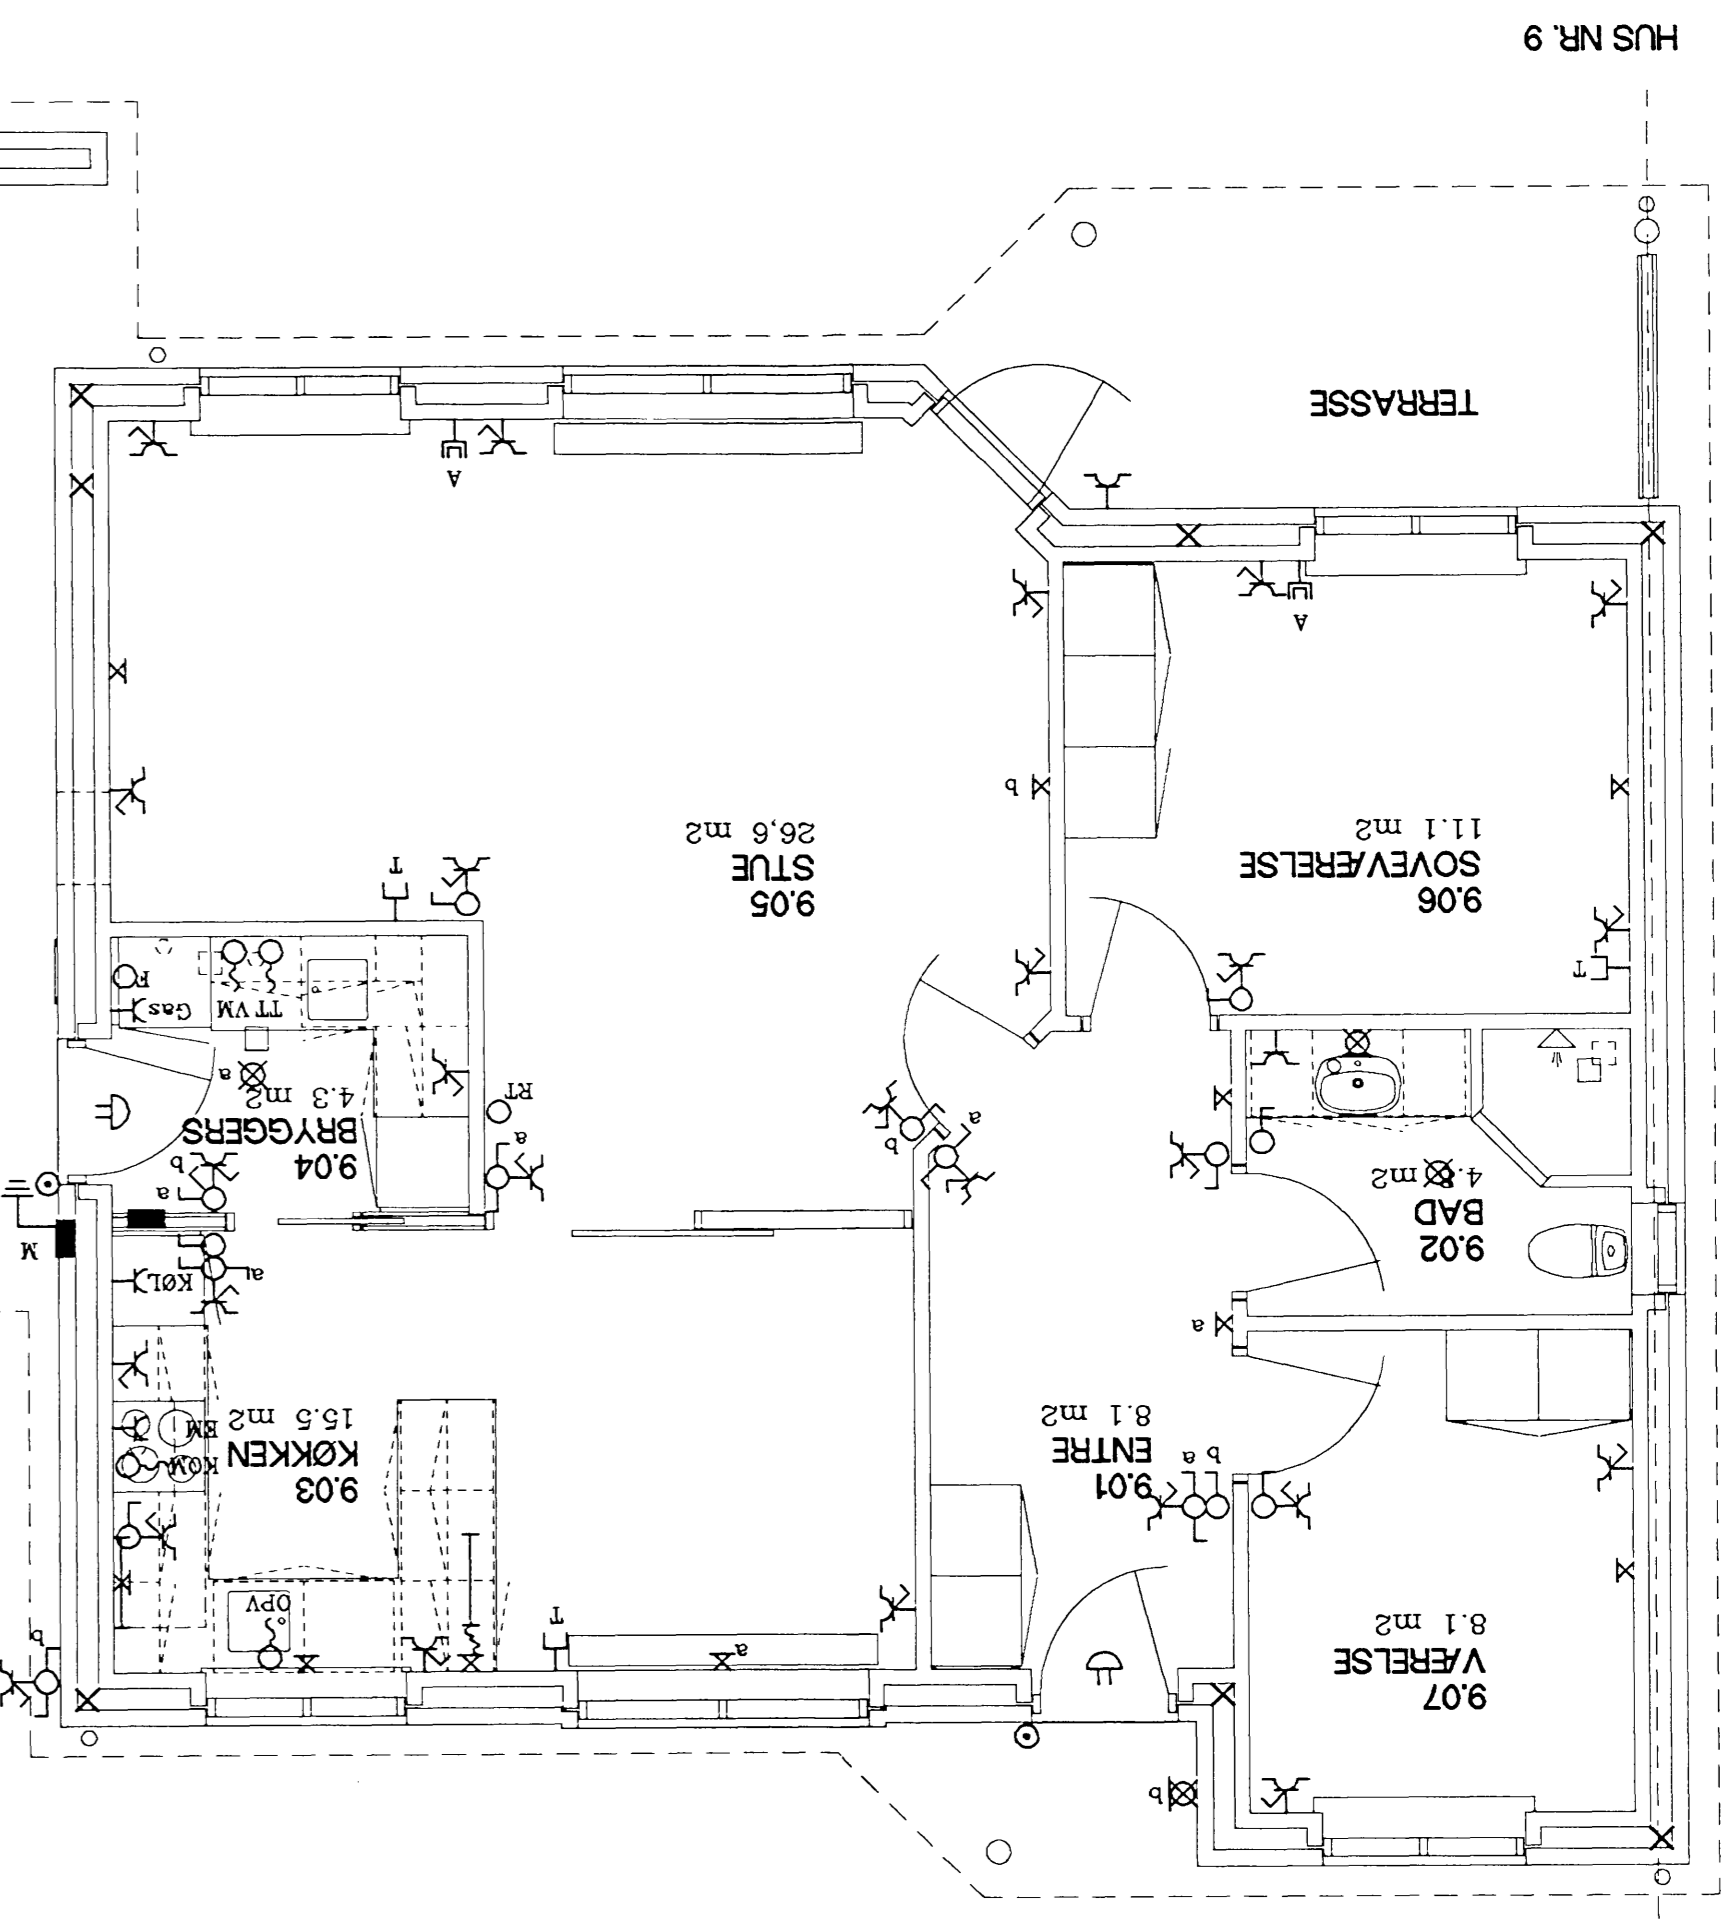 9.07
VÆRELSE
8.1 m2
b
b
a
T
OPV
9.01
ENTRE
8.1 m2
b a
9.03
KØKKEN
15.5 m2
KOM
EM
a
9.02
BAD
m2
KØL
a
M
a
b
9.04
BRYGGERS
4.3 m2
a
a
RT
a
b
Gas
TT VM
F
T
T
9.06
SOVEVÆRELSE
11.1 m2
9.05
STUE
26,6 m2
b
A
A
TERRASSE
HUS NR. 9